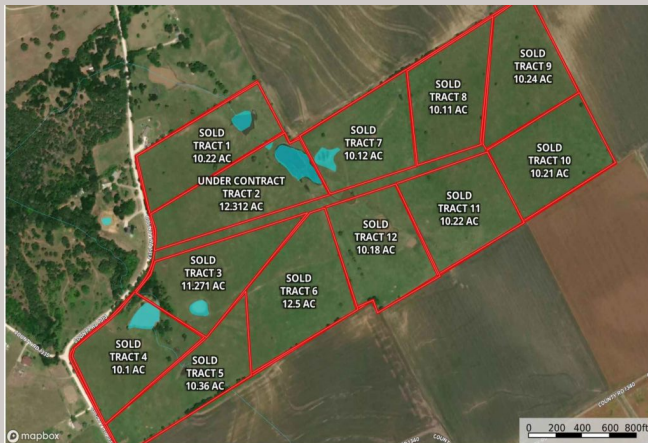 SOLD
TRACT 9
10.24 AC
SOLD
TRACT 8
10.11 AC
SOLD
TRACT 1
10.22 AC
SOLD
TRACT 7
10.12 AC
SOLD
TRACT 10
10.21 AC
UNDER CONTRACT
TRACT 2
12.312 AC
SOLD
TRACT 11
10.22 AC
SOLD
TRACT 12
10.18 AC
SOLD
TRACT 3
11.271 AC
SOLD
TRACT 6
12.5 AC
SOLD
TRACT 4
10.1 AC
SOLD
TRACT 5
10.36 AC
COUNTY RD 1340
mapbox
0 200 400 600 800ft